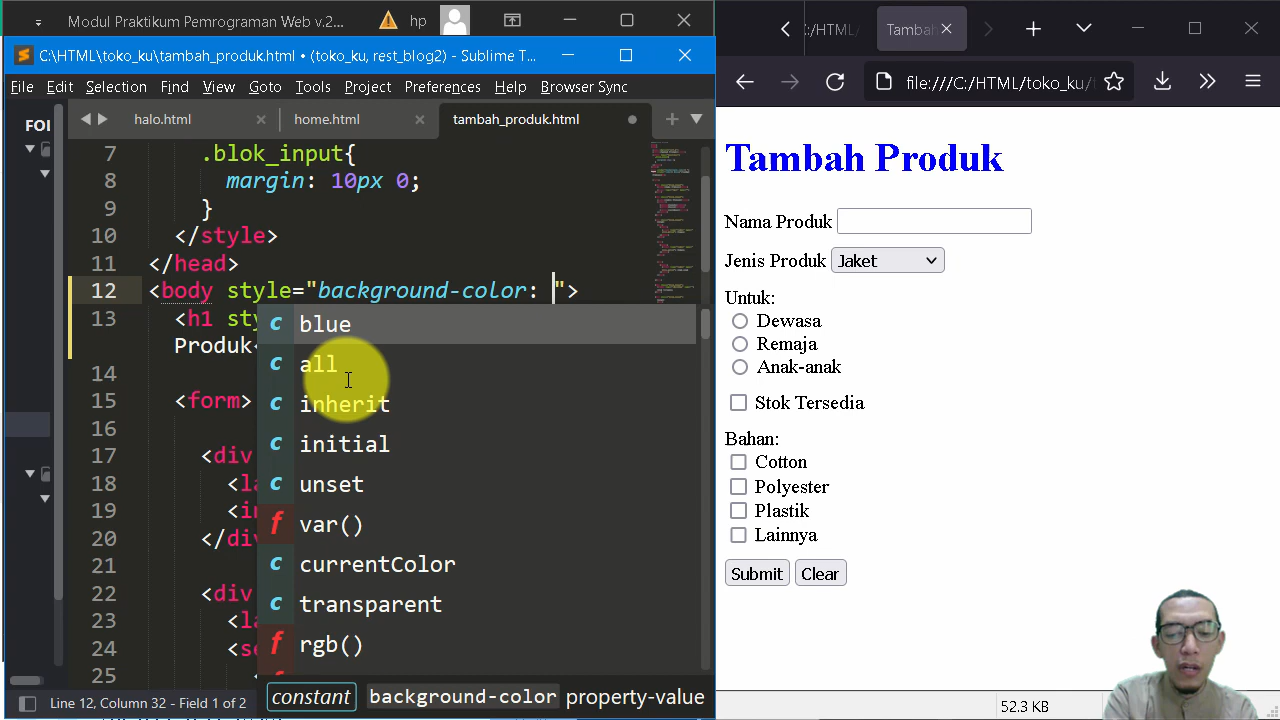 Modul Praktikum Pemrograman Web v.2...
hp
C:\HTML\toko_ku\tambah_produk.html • (toko_ku, rest_blog2) - Sublime T...
File Edit Selection Find View Goto Tools Project Preferences Help Browser Sync
FOI
halo.html
home.html
tambah_produk.html
7 .blok_input{
8 margin: 10px 0;
9 }
10 </style>
11 </head>
12 <body style="background-color: ">
13 <h1 sty
Produk<
14
15 <form>
16
17 <div
18 <la
19 <in
20 </div
21
22 <div
23 <la
24 <se
25
c blue
c all
c inherit
c initial
c unset
f var()
c currentColor
c transparent
f rgb()
constant background-color property-value
Line 12, Column 32 - Field 1 of 2
:/HTML/
Tambah
file:///C:/HTML/toko_ku/
Tambah Produk
Nama Produk
Jenis Produk Jaket
Untuk:
Dewasa
Remaja
Anak-anak
Stok Tersedia
Bahan:
Cotton
Polyester
Plastik
Lainnya
Submit Clear
52.3 KB